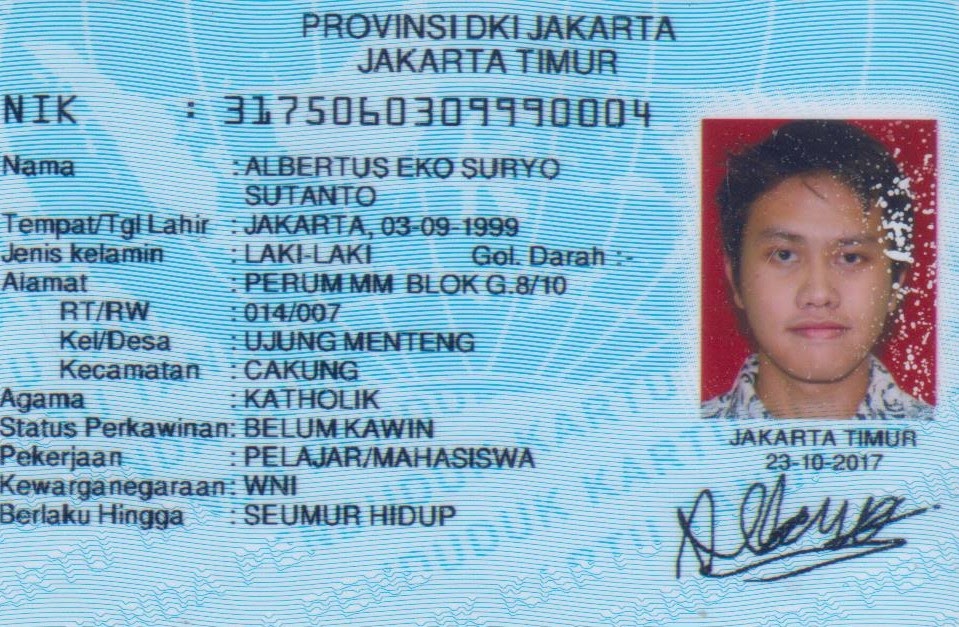 PROVINSI DKI JAKARTA
JAKARTA TIMUR
NIK : 3175060309990004
Nama : ALBERTUS EKO SURYO
SUTANTO
Tempat/Tgl Lahir : JAKARTA, 03-09-1999
Jenis kelamin : LAKI-LAKI Gol. Darah :-
Alamat : PERUM MM BLOK G.8/10
RT/RW : 014/007
Kel/Desa : UJUNG MENTENG
Kecamatan : CAKUNG
Agama : KATHOLIK
Status Perkawinan: BELUM KAWIN
Pekerjaan : PELAJAR/MAHASISWA
Kewarganegaraan: WNI
Berlaku Hingga : SEUMUR HIDUP
JAKARTA TIMUR
23-10-2017